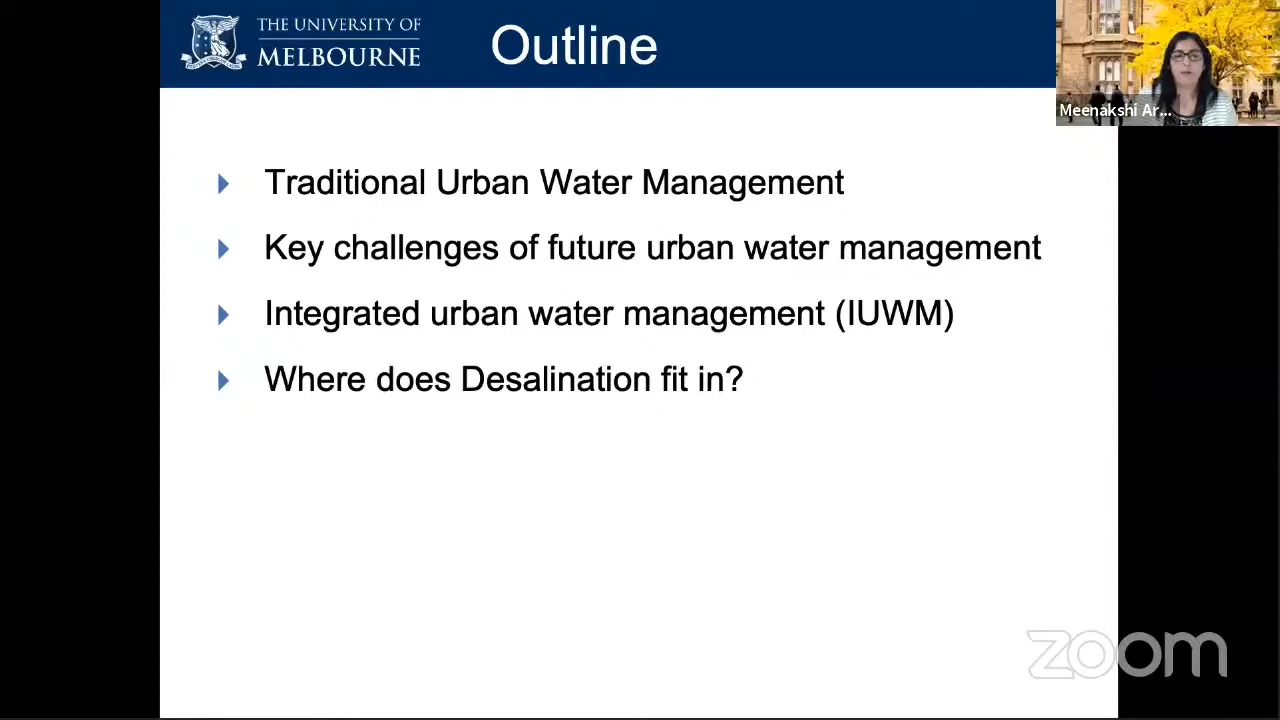 THE UNIVERSITY OF
MELBOURNE
Outline
Meenakshi Ar...
Traditional Urban Water Management
Key challenges of future urban water management
Integrated urban water management (IUWM)
Where does Desalination fit in?
zoom